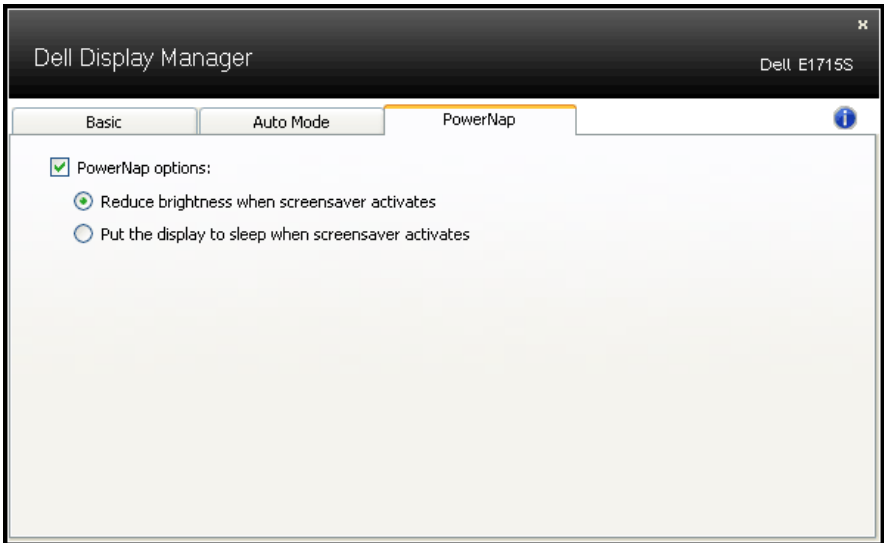 Dell Display Manager
Dell E1715S
Basic
Auto Mode
PowerNap
PowerNap options:
Reduce brightness when screensaver activates
Put the display to sleep when screensaver activates